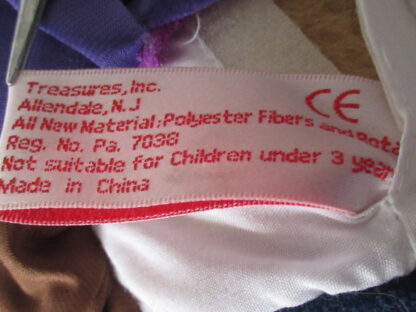 Treasures, Inc.
Allendale, N.J
CE
All New Material:Polyester Fibers and
Reg. No. Pa. 7038
Not suitable for Children under 3 years
Made in China